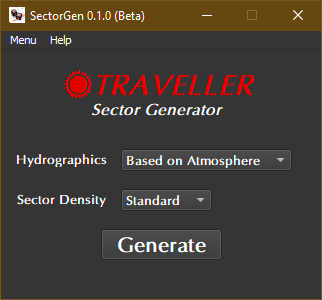 SectorGen 0.1.0 (Beta)
Menu Help
TRAVELLER
Sector Generator
Hydrographics Based on Atmosphere
Sector Density Standard
Generate